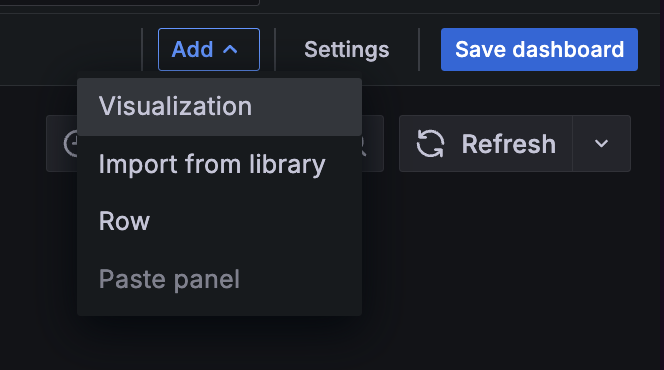 Add
Settings
Save dashboard
Visualization
Import from library
Refresh
Row
Paste panel